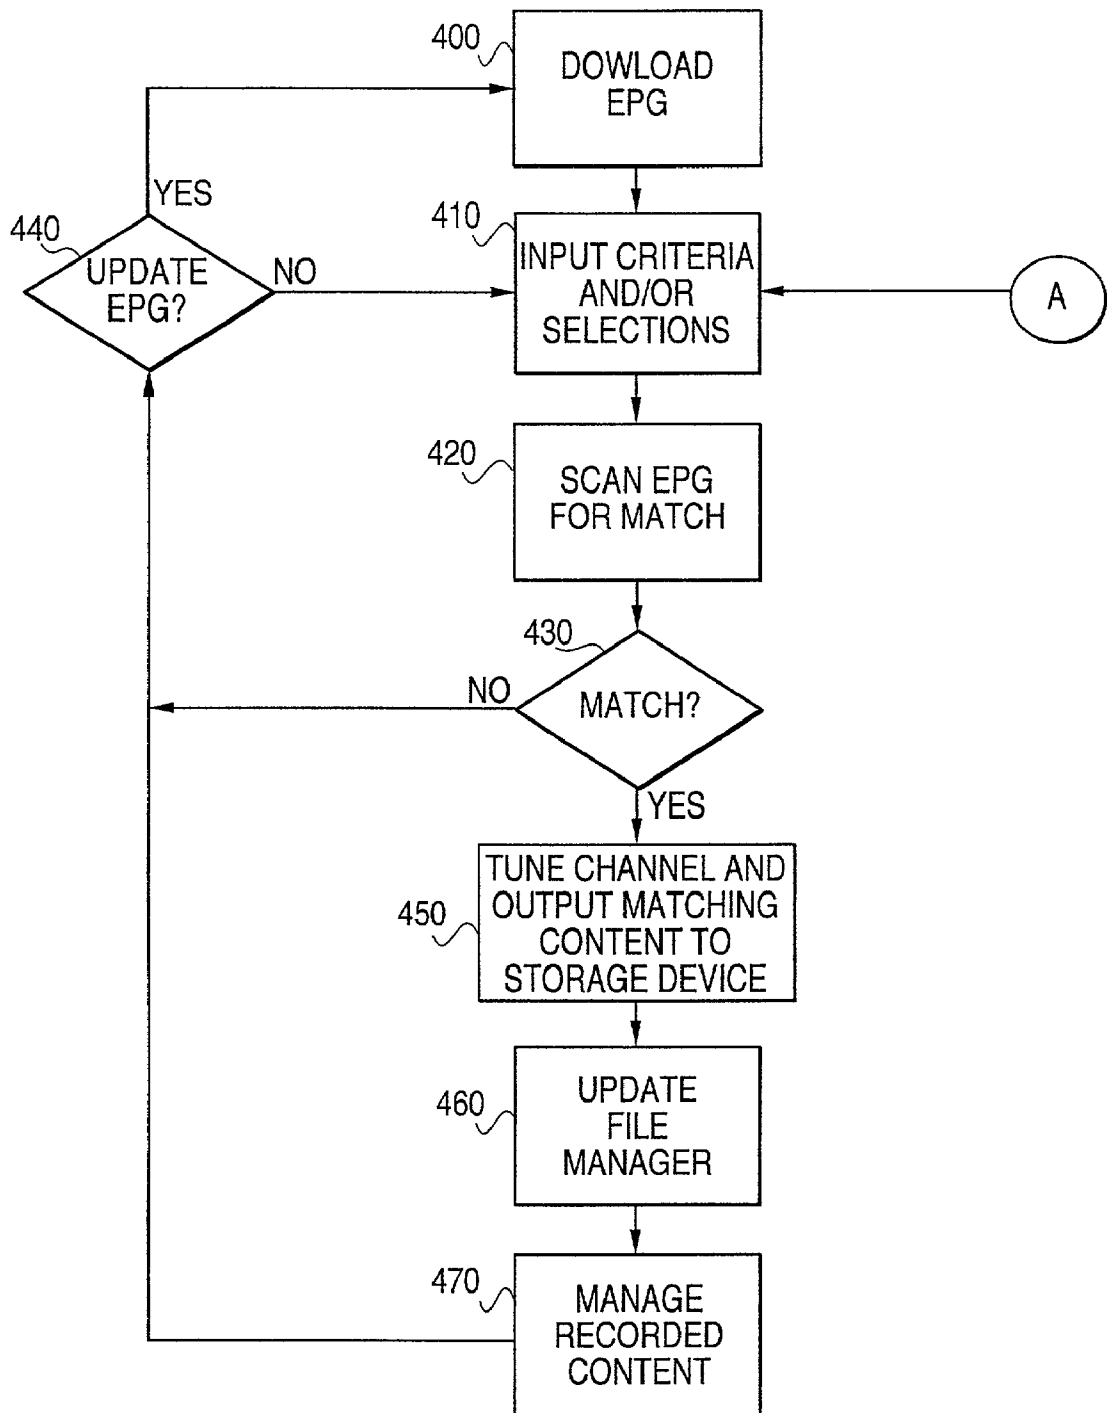 400
DOWLOAD
EPG
YES
440
UPDATE
EPG?
NO
410
INPUT CRITERIA
AND/OR
SELECTIONS
A
420
SCAN EPG
FOR MATCH
430
MATCH?
NO
YES
450
TUNE CHANNEL AND
OUTPUT MATCHING
CONTENT TO
STORAGE DEVICE
460
UPDATE
FILE
MANAGER
470
MANAGE
RECORDED
CONTENT